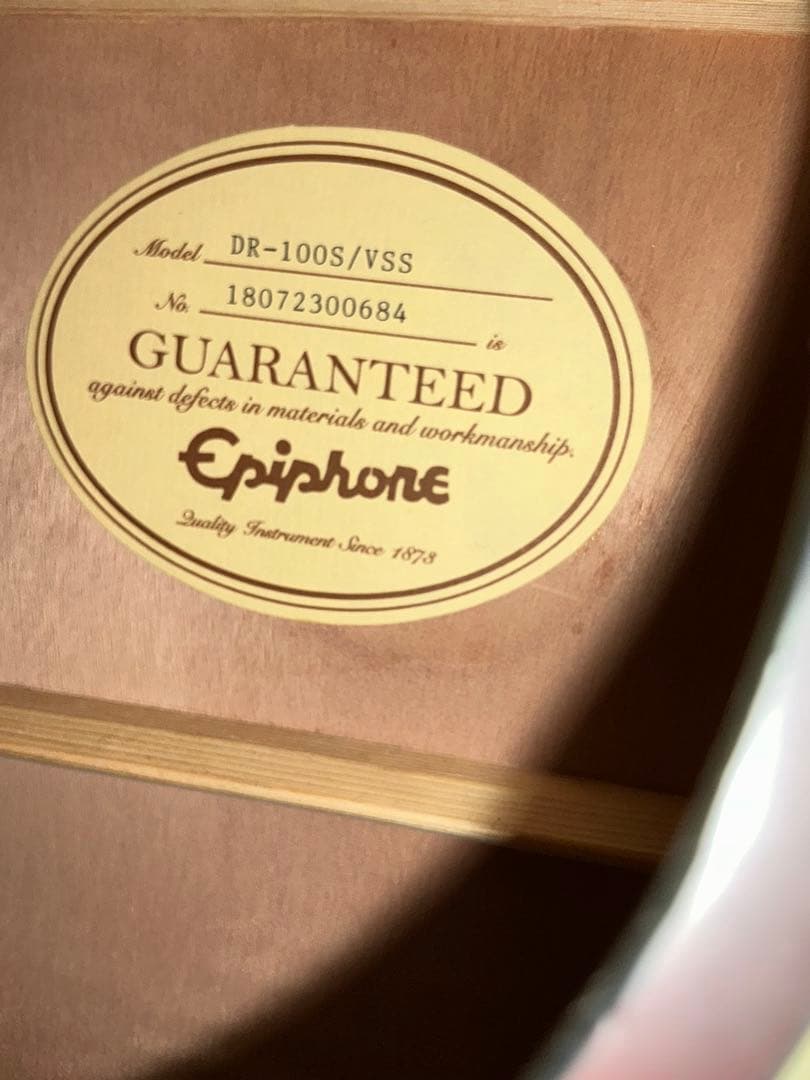 Model DR-100S/VSS
No. 18072300684 is
GUARANTEED
against defects in materials and workmanship.
Epiphone
Quality Instrument Since 1873